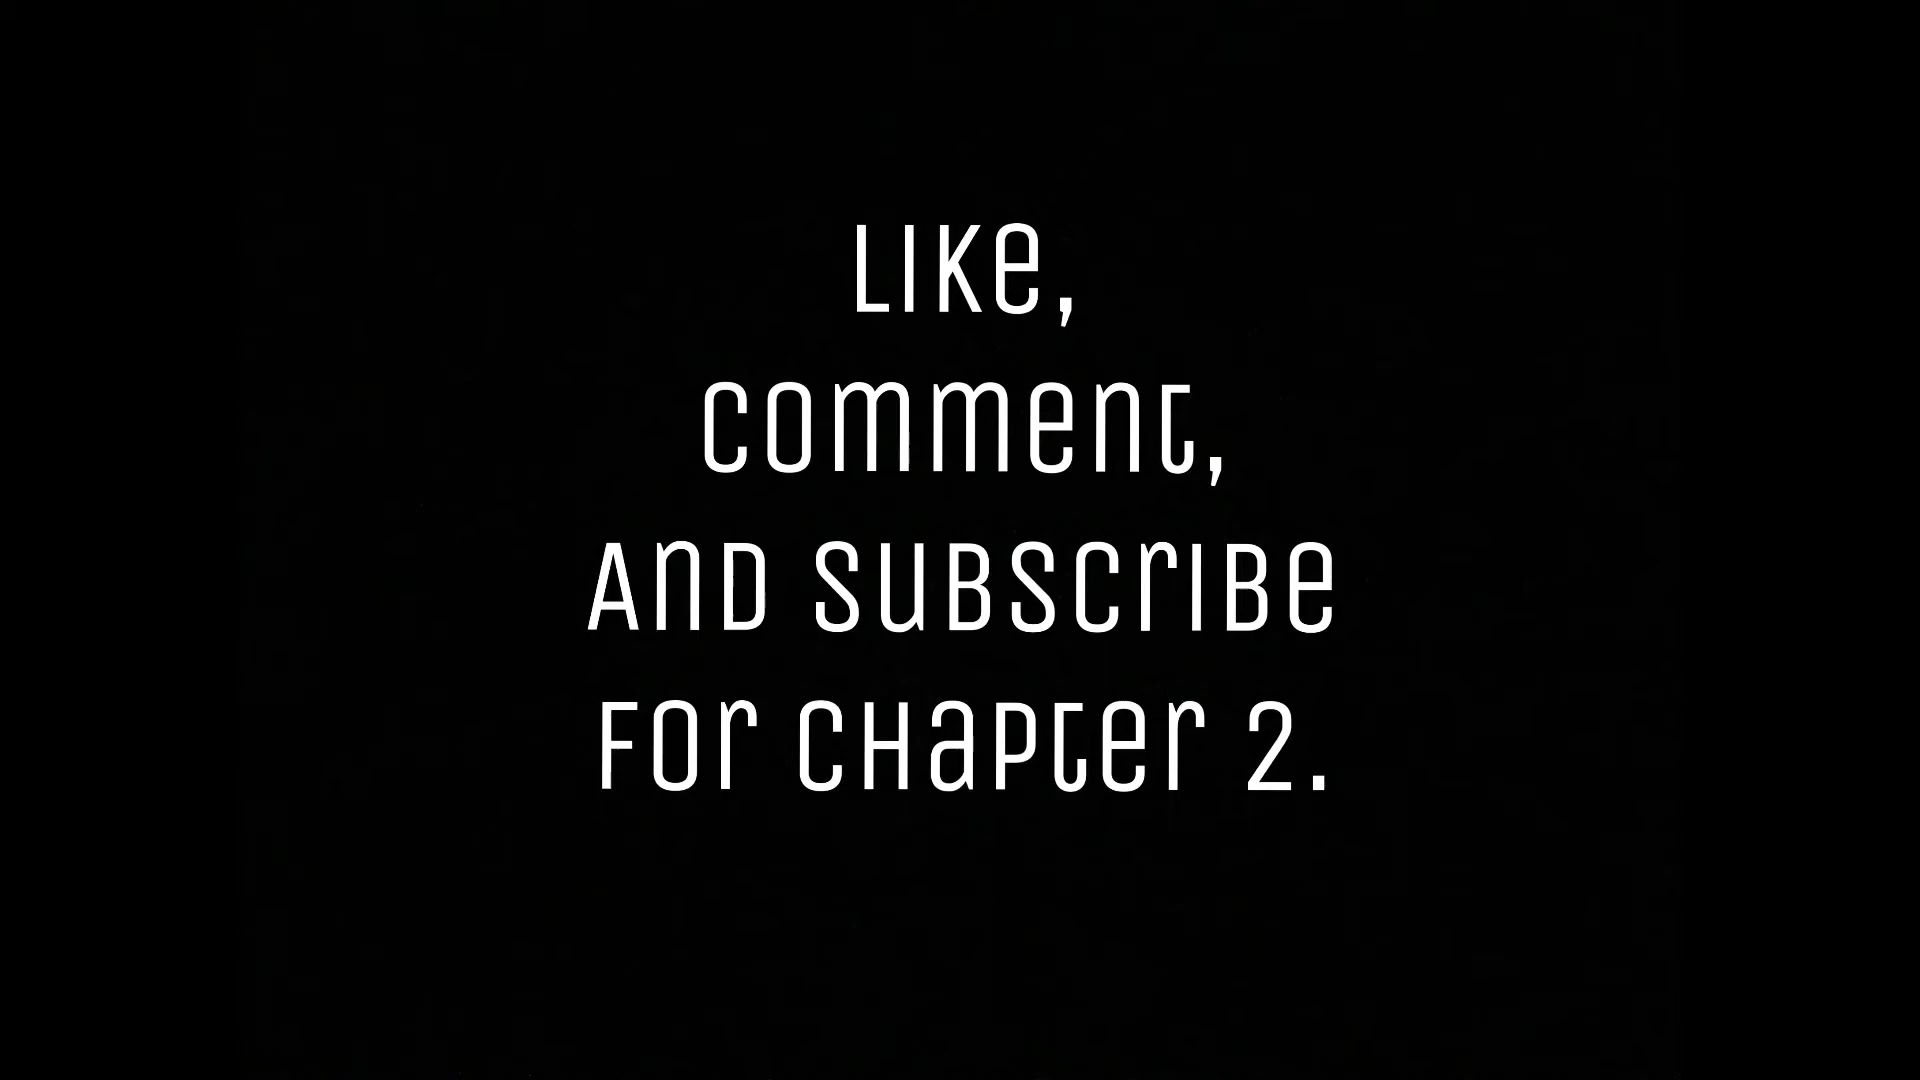 Like,
comment,
And subscribe
For Chapter 2.